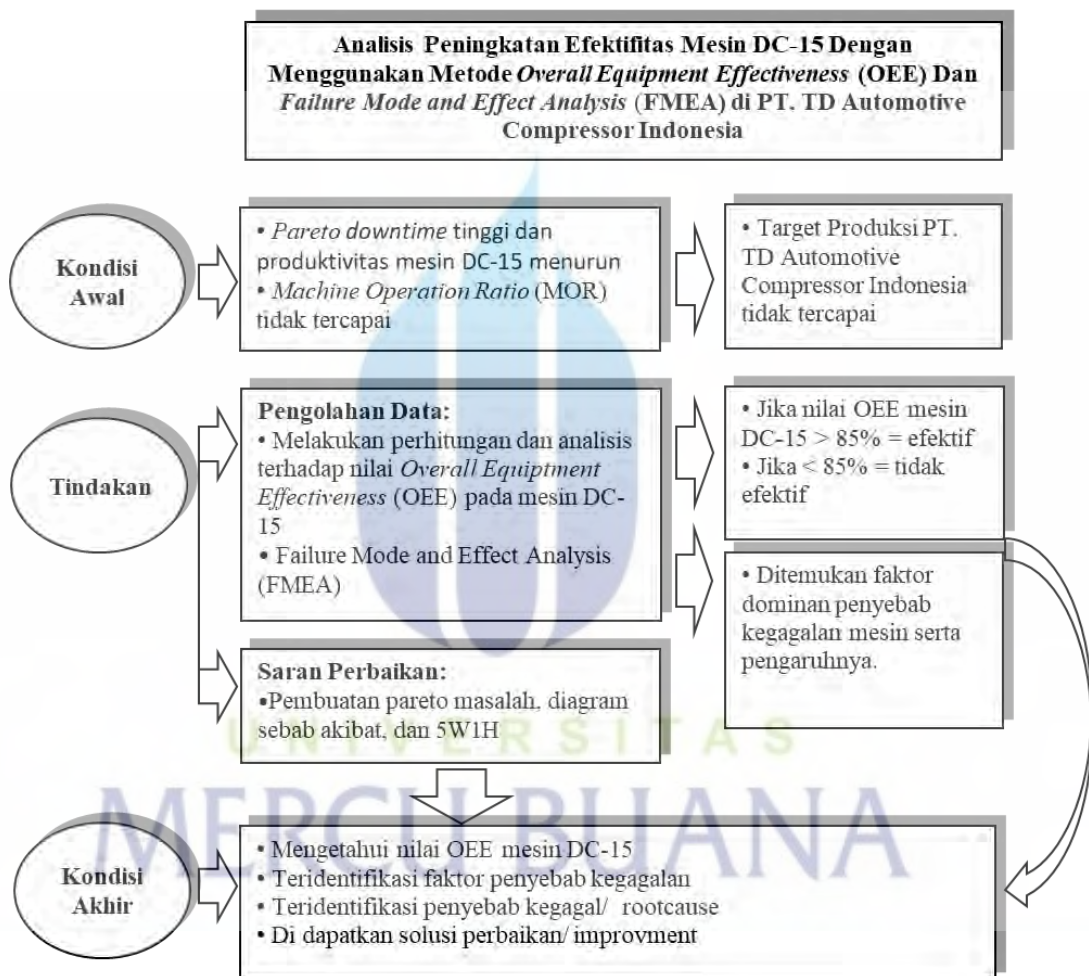 Analisis Peningkatan Efektifitas Mesin DC-15 Dengan
Menggunakan Metode Overall Equipment Effectiveness (OEE) Dan
Failure Mode and Effect Analysis (FMEA) di PT. TD Automotive
Compressor Indonesia
Kondisi
Awal
• Pareto downtime tinggi dan
produktivitas mesin DC-15 menurun
• Machine Operation Ratio (MOR)
tidak tercapai
• Target Produksi PT.
TD Automotive
Compressor Indonesia
tidak tercapai
Tindakan
Pengolahan Data:
• Melakukan perhitungan dan analisis
terhadap nilai Overall Equiptment
Effectiveness (OEE) pada mesin DC-
15
• Failure Mode and Effect Analysis
(FMEA)
• Jika nilai OEE mesin
DC-15 > 85% = efektif
• Jika < 85% = tidak
efektif
• Ditemukan faktor
dominan penyebab
kegagalan mesin serta
pengaruhnya.
Saran Perbaikan:
•Pembuatan pareto masalah, diagram
sebab akibat, dan 5W1H
UNIVERSITAS
MERCU BUANA
Kondisi
Akhir
• Mengetahui nilai OEE mesin DC-15
• Teridentifikasi faktor penyebab kegagalan
• Teridentifikasi penyebab kegagal/ rootcause
• Di dapatkan solusi perbaikan/ improvment